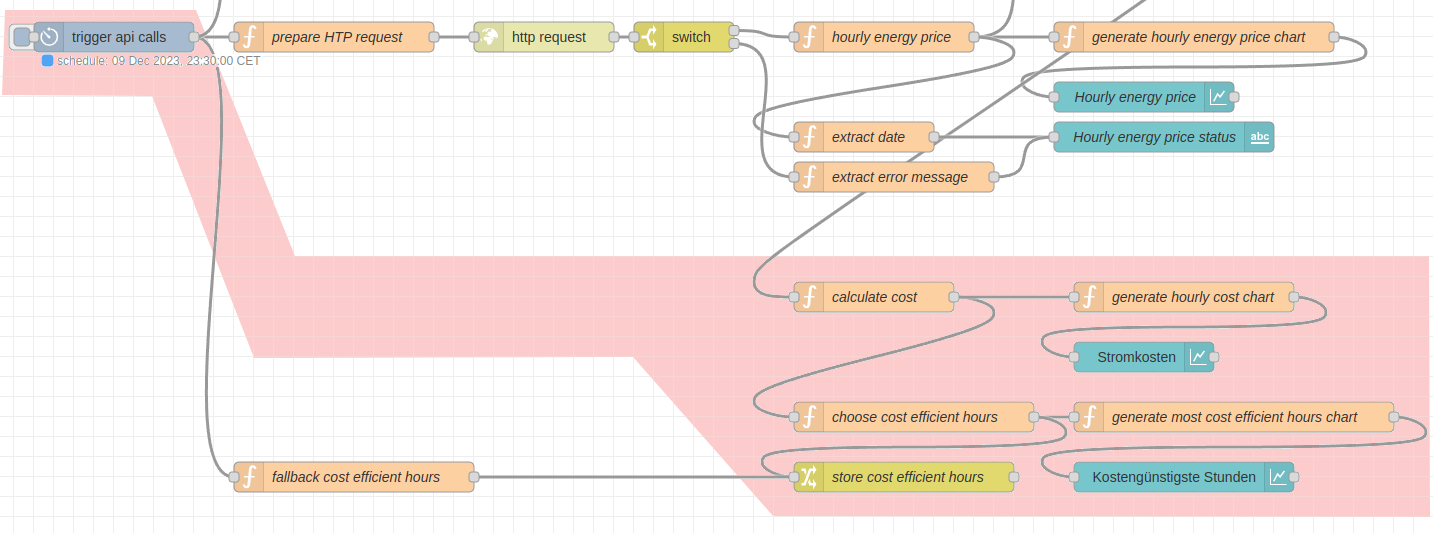 trigger api calls
prepare HTP request
http request
switch
hourly energy price
generate hourly energy price chart
schedule: 09 Dec 2023, 23:30:00 CET
Hourly energy price
extract date
Hourly energy price status
abc
extract error message
calculate cost
generate hourly cost chart
Stromkosten
choose cost efficient hours
generate most cost efficient hours chart
fallback cost efficient hours
store cost efficient hours
Kostengünstigste Stunden